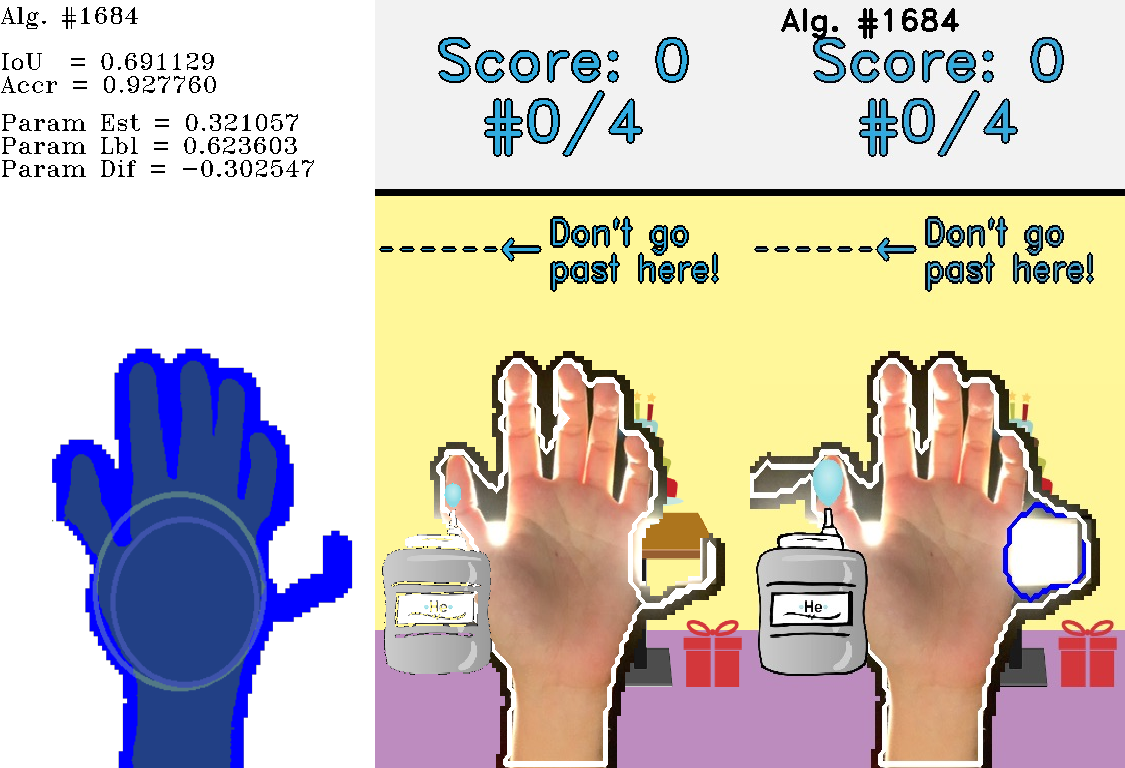 Alg. #1684
IoU = 0.691129
Accr = 0.927760
Param Est = 0.321057
Param Lbl = 0.623603
Param Dif = −0.302547
Score: 0
#0/4
Don't go
past here!
He
Alg. #1684
Score: 0
#0/4
Don't go
past here!
He